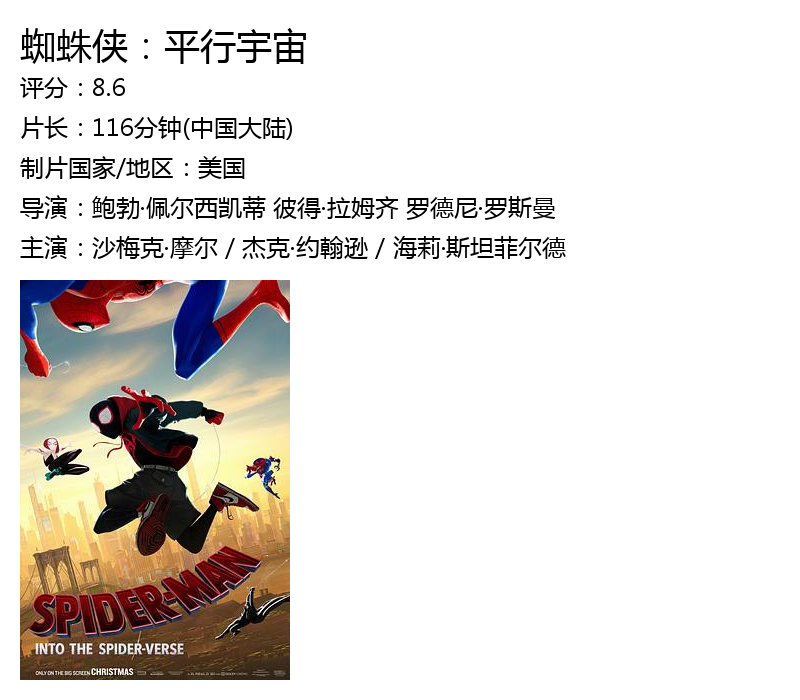 蜘蛛侠：平行宇宙
评分：8.6
片长：116分钟(中国大陆)
制片国家/地区：美国
导演：鲍勃·佩尔西凯蒂 彼得·拉姆齐 罗德尼·罗斯曼
主演：沙梅克·摩尔 / 杰克·约翰逊 / 海莉·斯坦菲尔德
SPIDER-MAN
INTO THE SPIDER-VERSE
ONLY ON THE BIG SCREEN CHRISTMAS